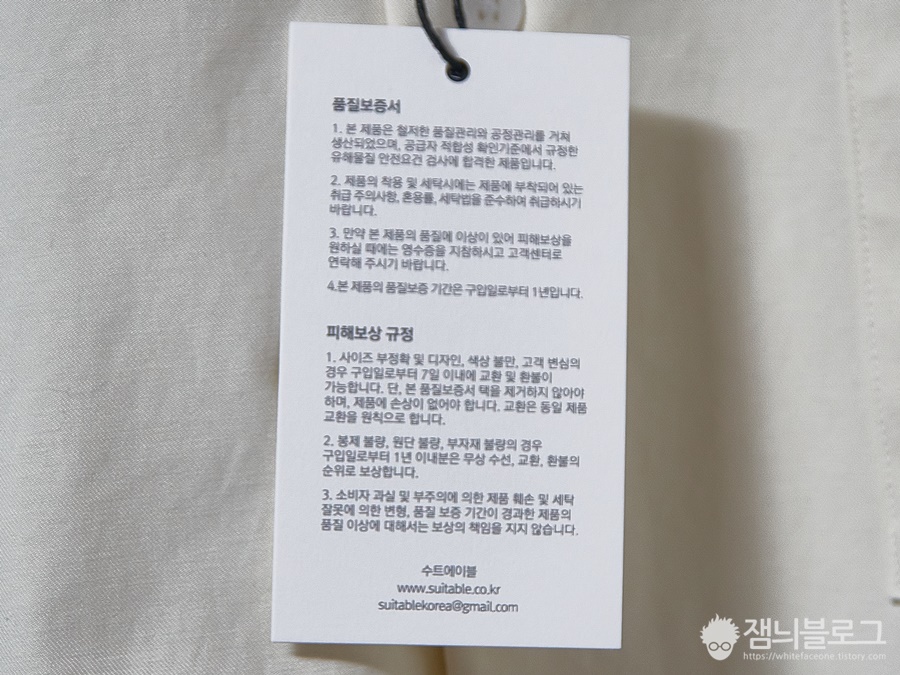 품질보증서
1. 본 제품은 철저한 품질관리와 공정관리를 거쳐
생산되었으며, 공급자 적합성 확인기준에서 규정한
유해물질 안전요건 검사에 합격한 제품입니다.
2. 제품의 착용 및 세탁시에는 제품에 부착되어 있는
취급 주의사항, 혼용률, 세탁법을 준수하여 취급하시기
바랍니다.
3. 만약 본 제품의 품질에 이상이 있어 피해보상을
원하실 때에는 영수증을 지참하시고 고객센터로
연락해 주시기 바랍니다.
4.본 제품의 품질보증 기간은 구입일로부터 1년입니다.
피해보상 규정
1. 사이즈 부정확 및 디자인, 색상 불만, 고객 변심의
경우 구입일로부터 7일 이내에 교환 및 환불이
가능합니다. 단, 본 품질보증서 택을 제거하지 않아야
하며, 제품에 손상이 없어야 합니다. 교환은 동일 제품
교환을 원칙으로 합니다.
2. 봉제 불량, 원단 불량, 부자재 불량의 경우
구입일로부터 1년 이내분은 무상 수선, 교환, 환불의
순위로 보상합니다.
3. 소비자 과실 및 부주의에 의한 제품 훼손 및 세탁
잘못에 의한 변형, 품질 보증 기간이 경과한 제품의
품질 이상에 대해서는 보상의 책임을 지지 않습니다.
수트에이블
www.suitable.co.kr
suitablekorea@gmail.com
잼늬블로그
https://whitefaceone.tistory.com